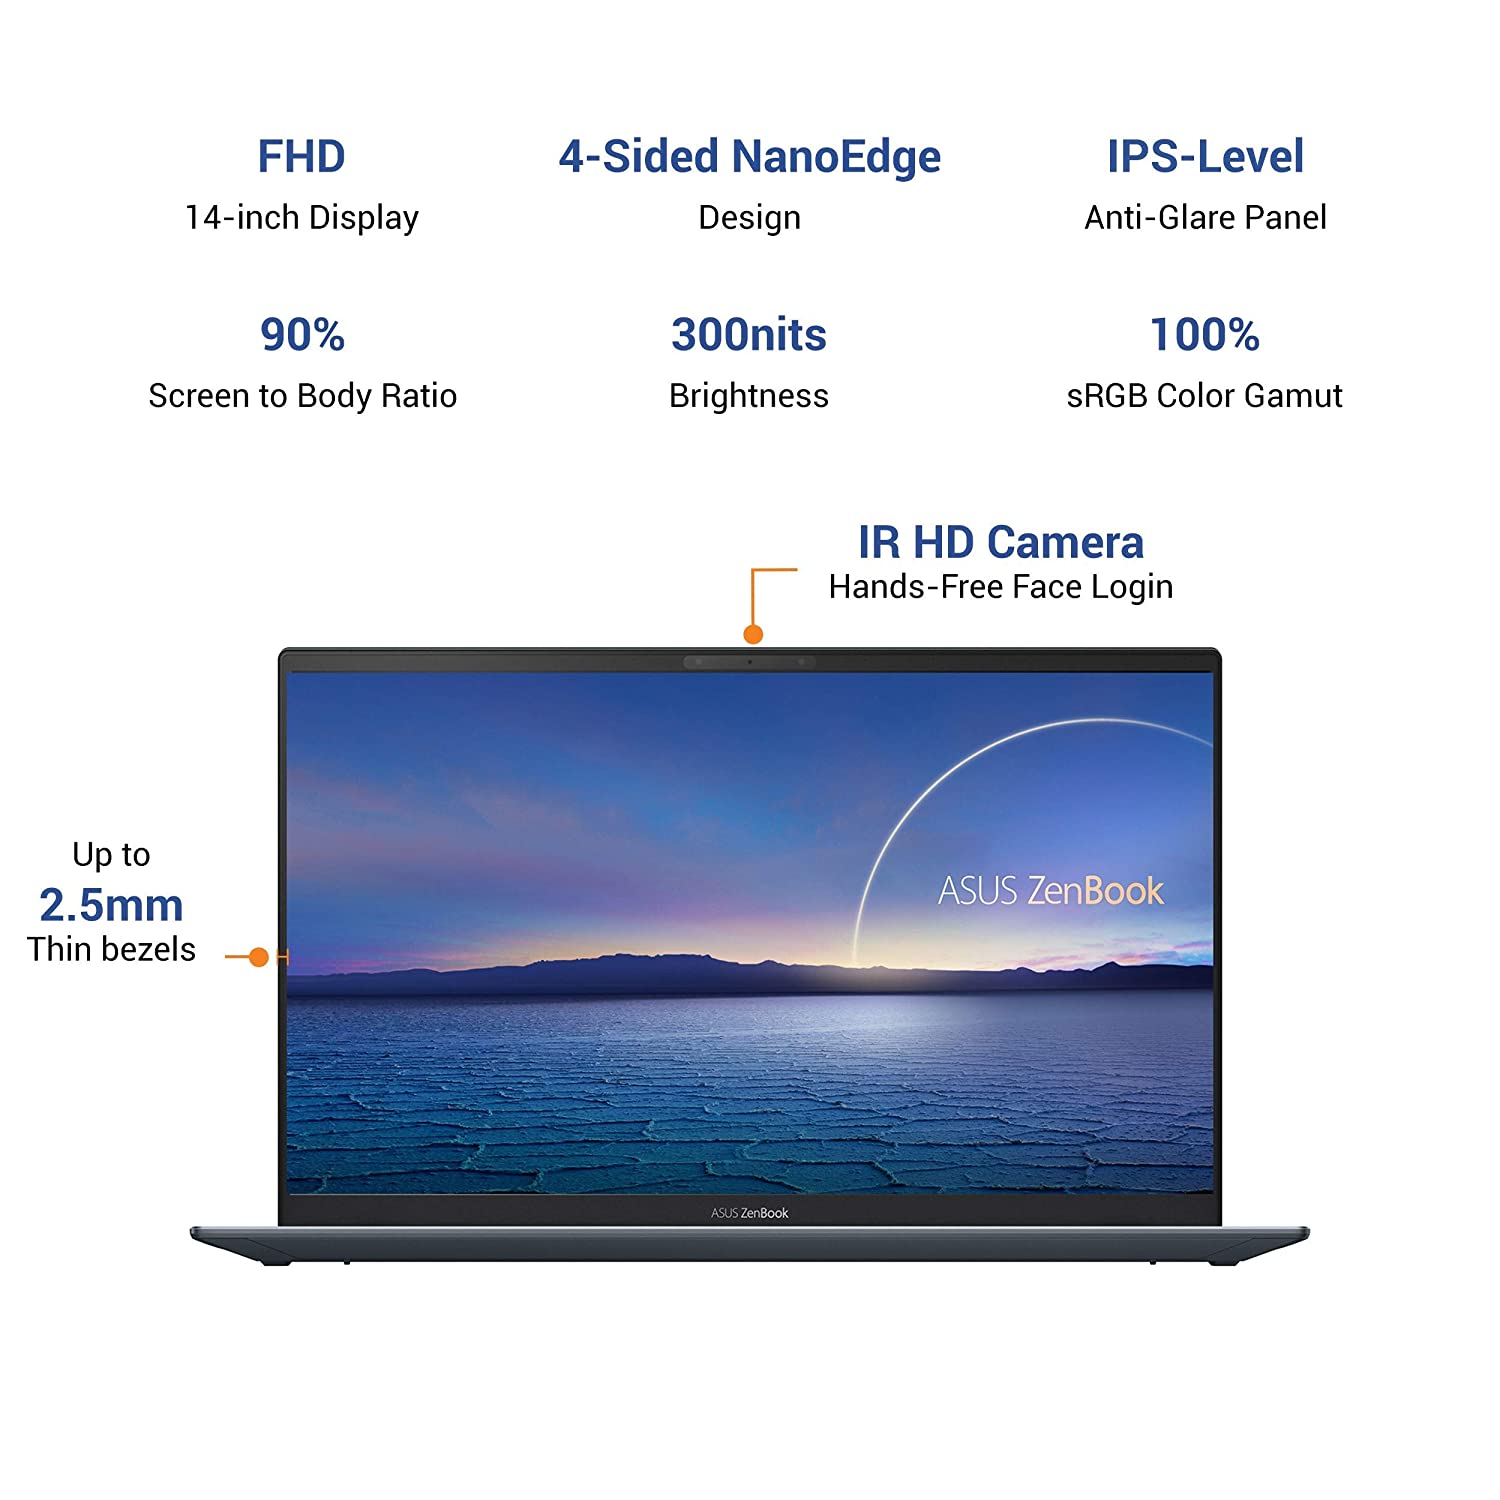 FHD
14-inch Display
4-Sided NanoEdge
Design
IPS-Level
Anti-Glare Panel
90%
Screen to Body Ratio
300nits
Brightness
100%
sRGB Color Gamut
IR HD Camera
Hands-Free Face Login
Up to
2.5mm
Thin bezels
ASUS ZenBook
ASUS ZenBook